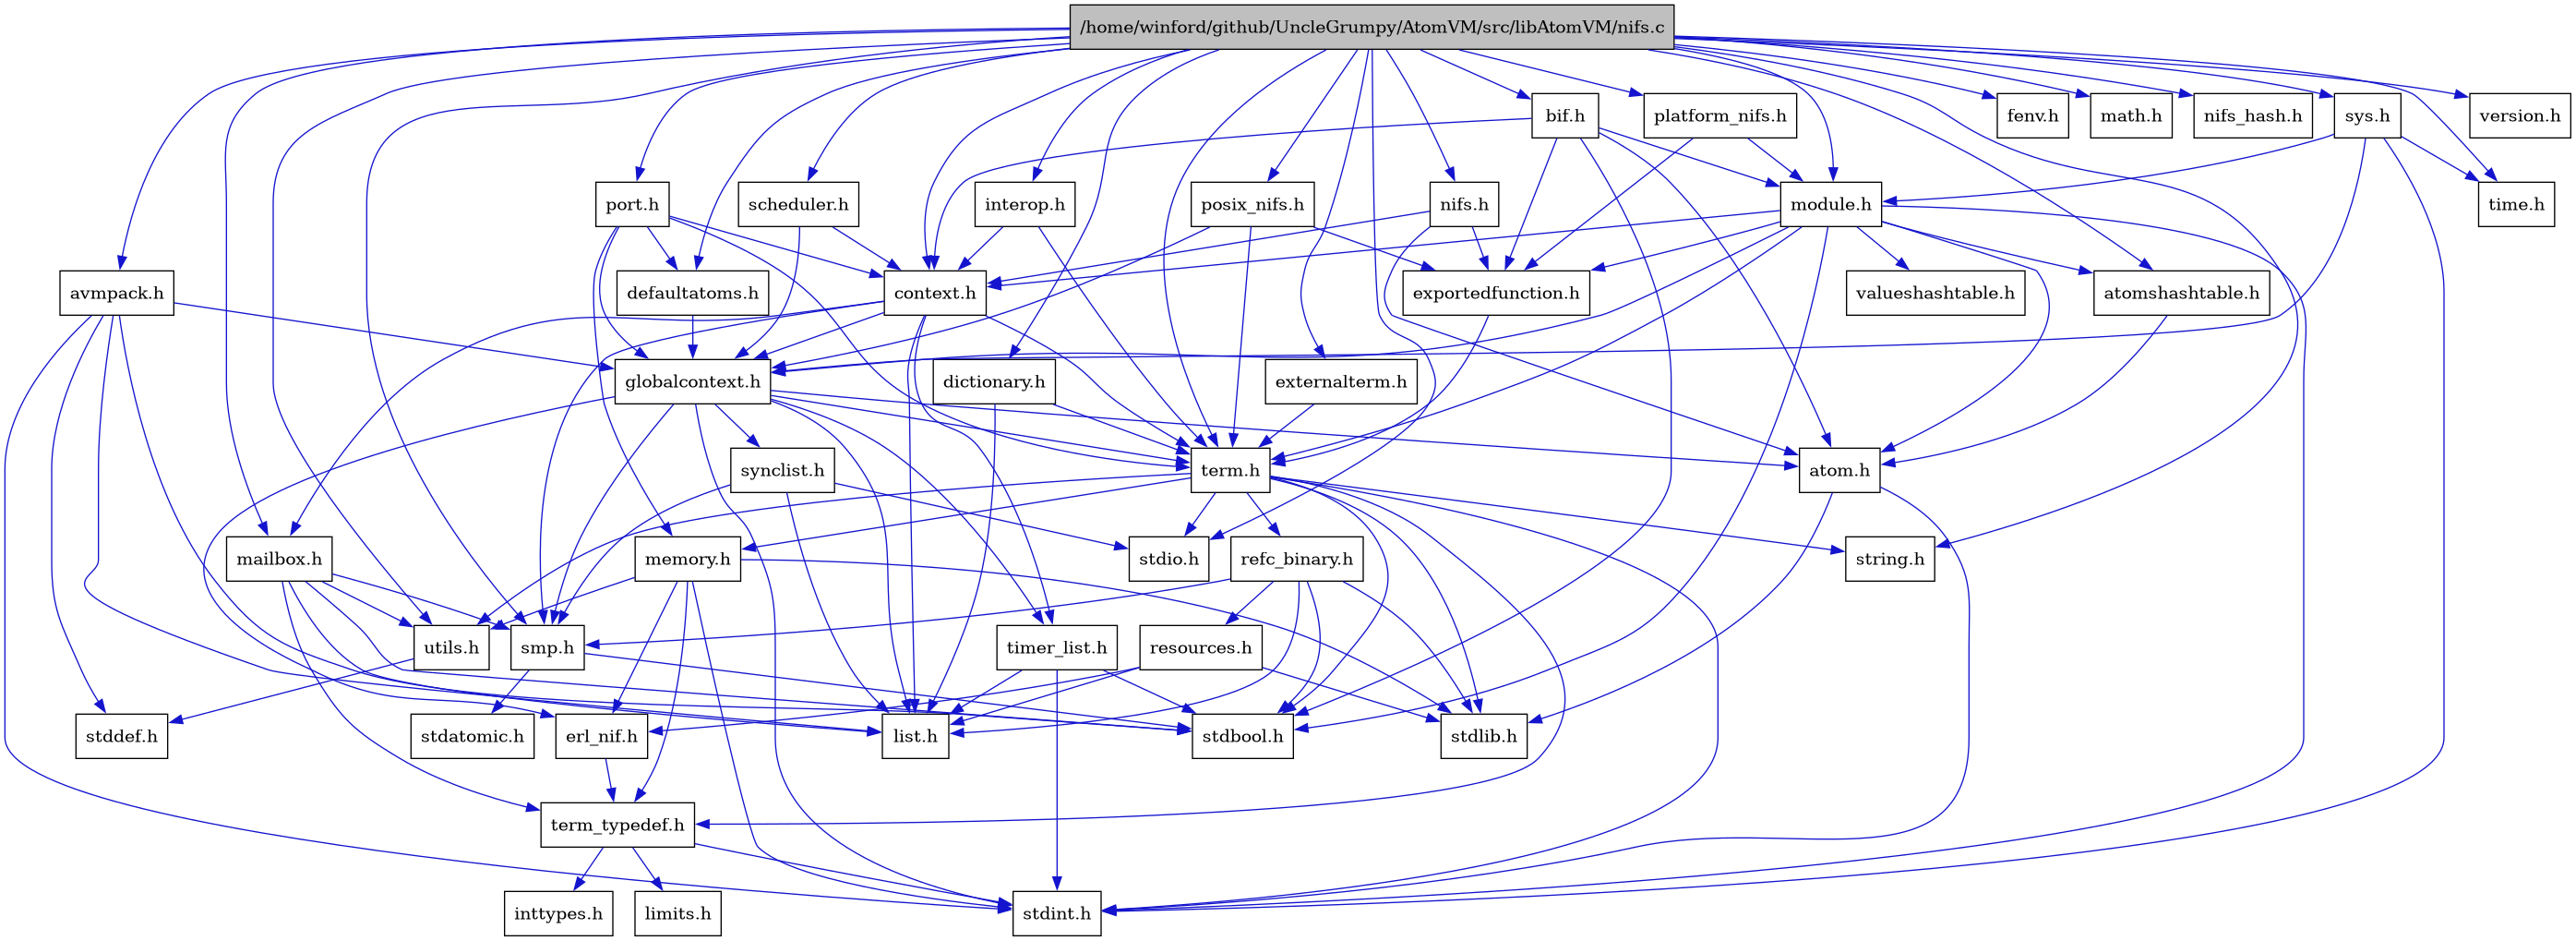 /home/winford/github/UncleGrumpy/AtomVM/src/libAtomVM/nifs.c
bif.h
platform_nifs.h
fenv.h
math.h
nifs_hash.h
sys.h
version.h
port.h
scheduler.h
interop.h
posix_nifs.h
nifs.h
module.h
time.h
avmpack.h
defaultatoms.h
context.h
exportedfunction.h
valueshashtable.h
atomshashtable.h
globalcontext.h
dictionary.h
externalterm.h
synclist.h
term.h
atom.h
mailbox.h
memory.h
stdio.h
refc_binary.h
string.h
utils.h
smp.h
timer_list.h
resources.h
stddef.h
stdatomic.h
erl_nif.h
list.h
stdbool.h
stdlib.h
term_typedef.h
inttypes.h
limits.h
stdint.h